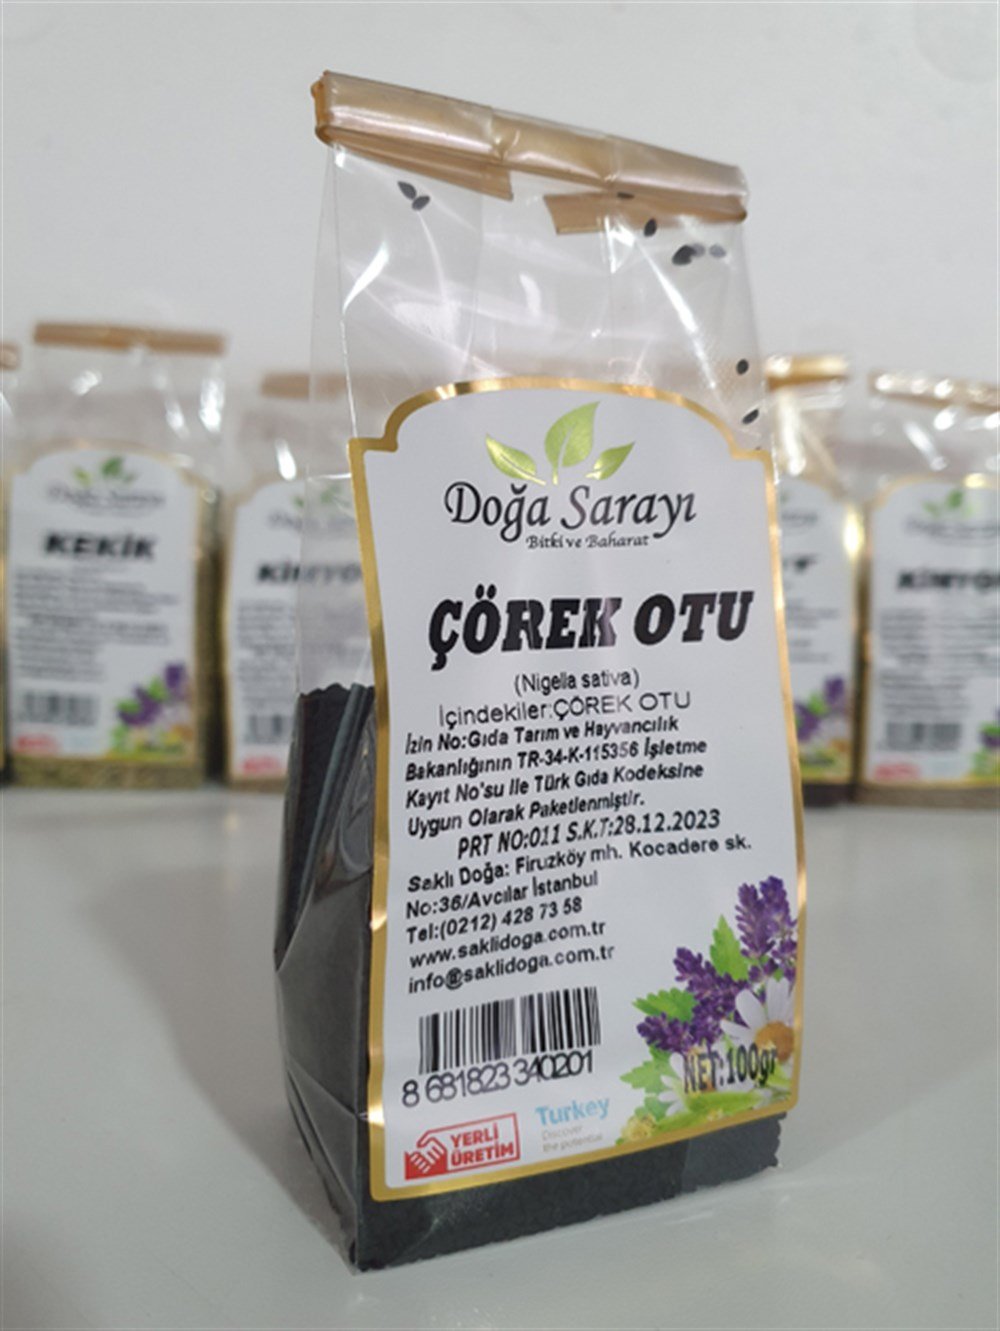 Doğa Sarayı
Bitki ve Baharat
ÇÖREK OTU
(Nigella sativa)
İçindekiler:ÇÖREK OTU
İzin No:Gıda Tarım ve Hayvancılık
Bakanlığının TR-34-K-115356 İşletme
Kayıt No'su ile Türk Gıda Kodeksine
Uygun Olarak Paketlenmiştir.
PRT NO:011 S.K.T:28.12.2023
Saklı Doğa: Firuzköy mh. Kocadere sk.
No:36/Avcılar İstanbul
Tel:(0212) 428 73 58
www.saklidoga.com.tr
info@saklidoga.com.tr
8 681823 340201
NET:100gr
YERLİ
ÜRETİM
Turkey
Discover
the potential
Doğa Sarayı
KEKİK